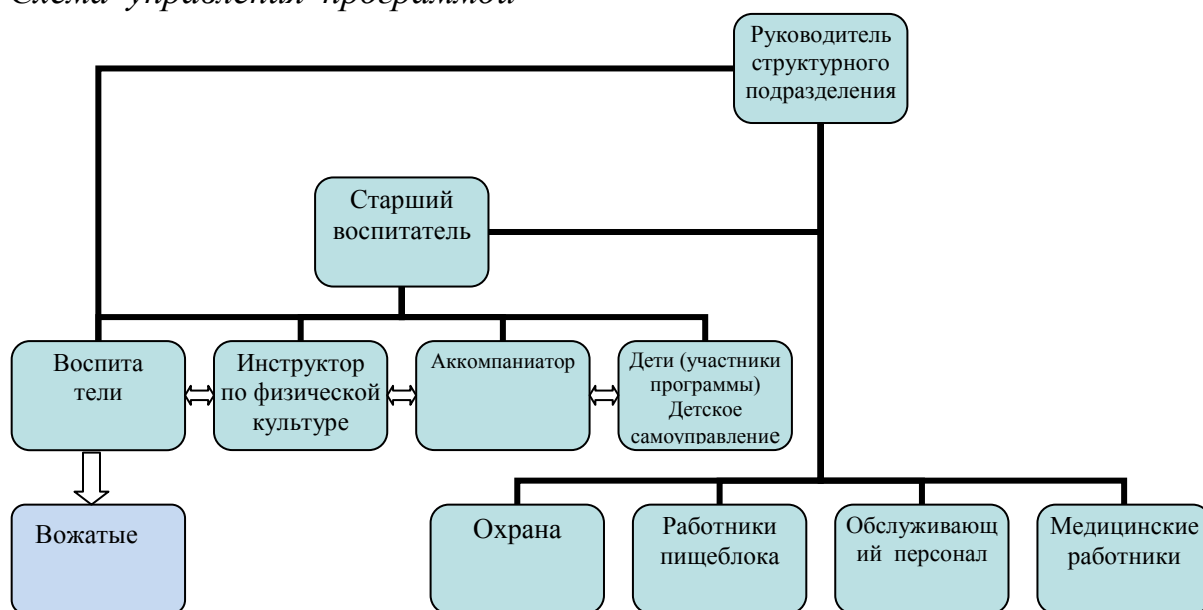 Схема управления программой
Руководитель
структурного
подразделения
Старший
воспитатель
Воспита
тели
Инструктор
по физической
культуре
Аккомпаниатор
Дети (участники
программы)
Детское
самоуправление
Вожатые
Охрана
Работники
пищеблока
Обслуживающ
ий персонал
Медицинские
работники